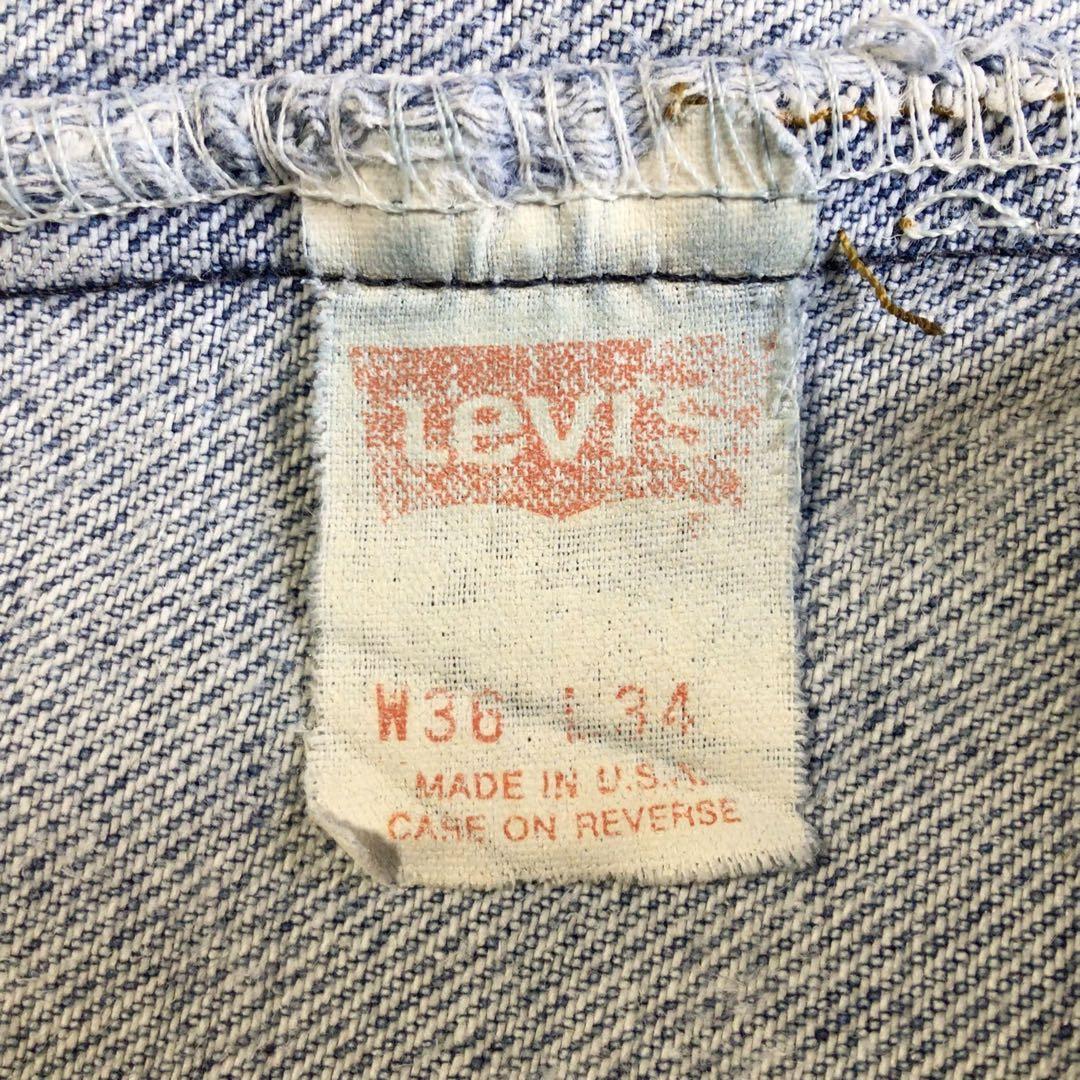 Levi's
W36 L34
MADE IN U.S.A.
CARE ON REVERSE